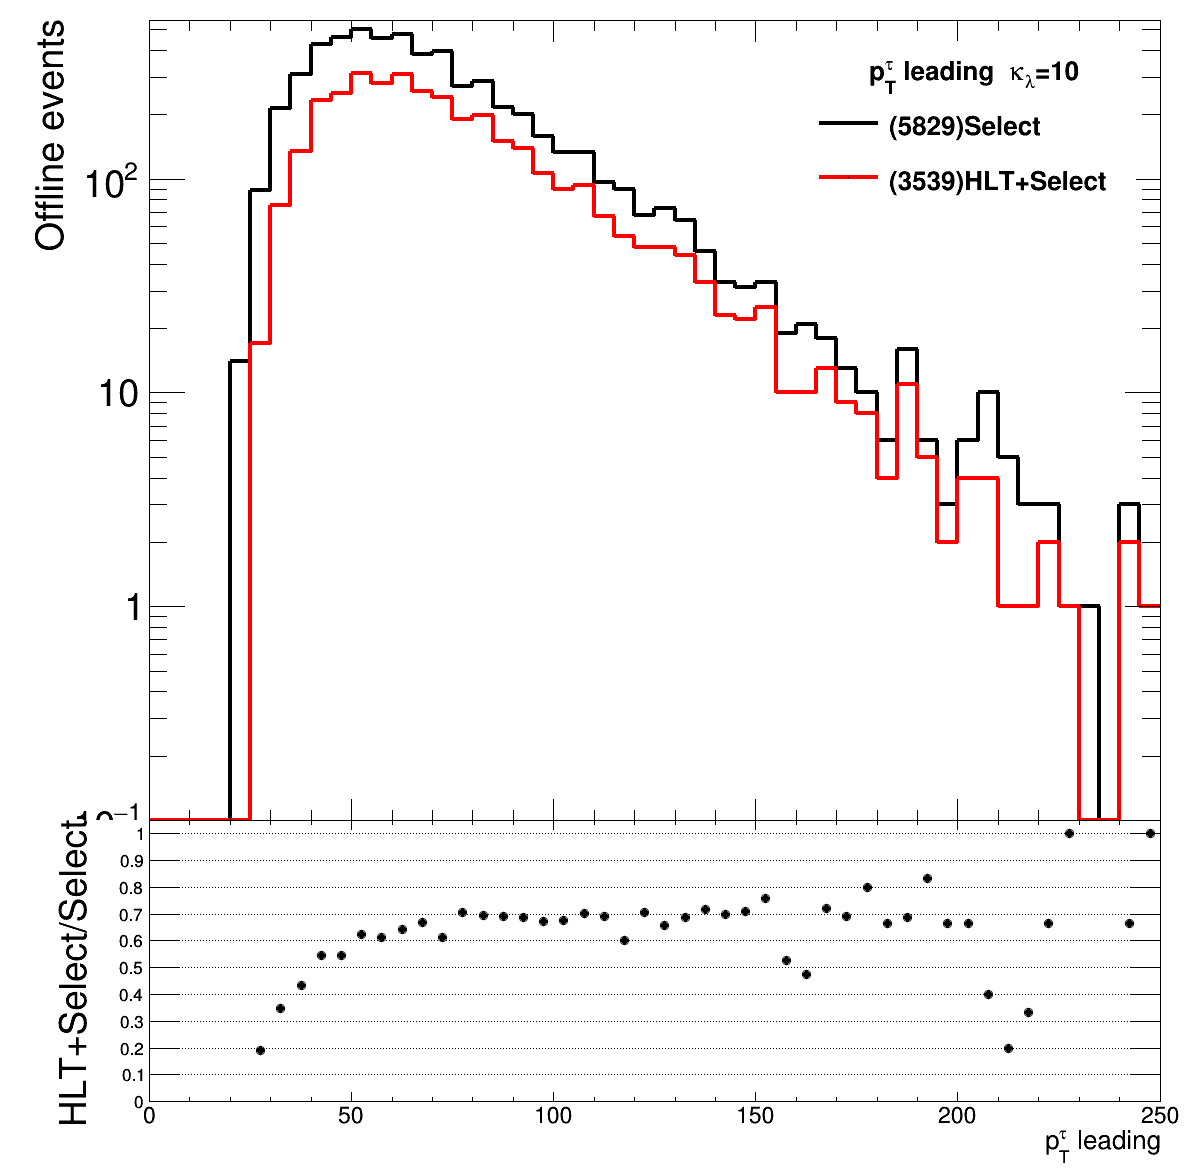 Offline events
p_T^τ leading κ_λ=10
(5829)Select
(3539)HLT+Select
10²
10
1
−1
HLT+Select/Select
1
0.9
0.8
0.7
0.6
0.5
0.4
0.3
0.2
0.1
0
0 50 100 150 200 250
p_T^τ leading